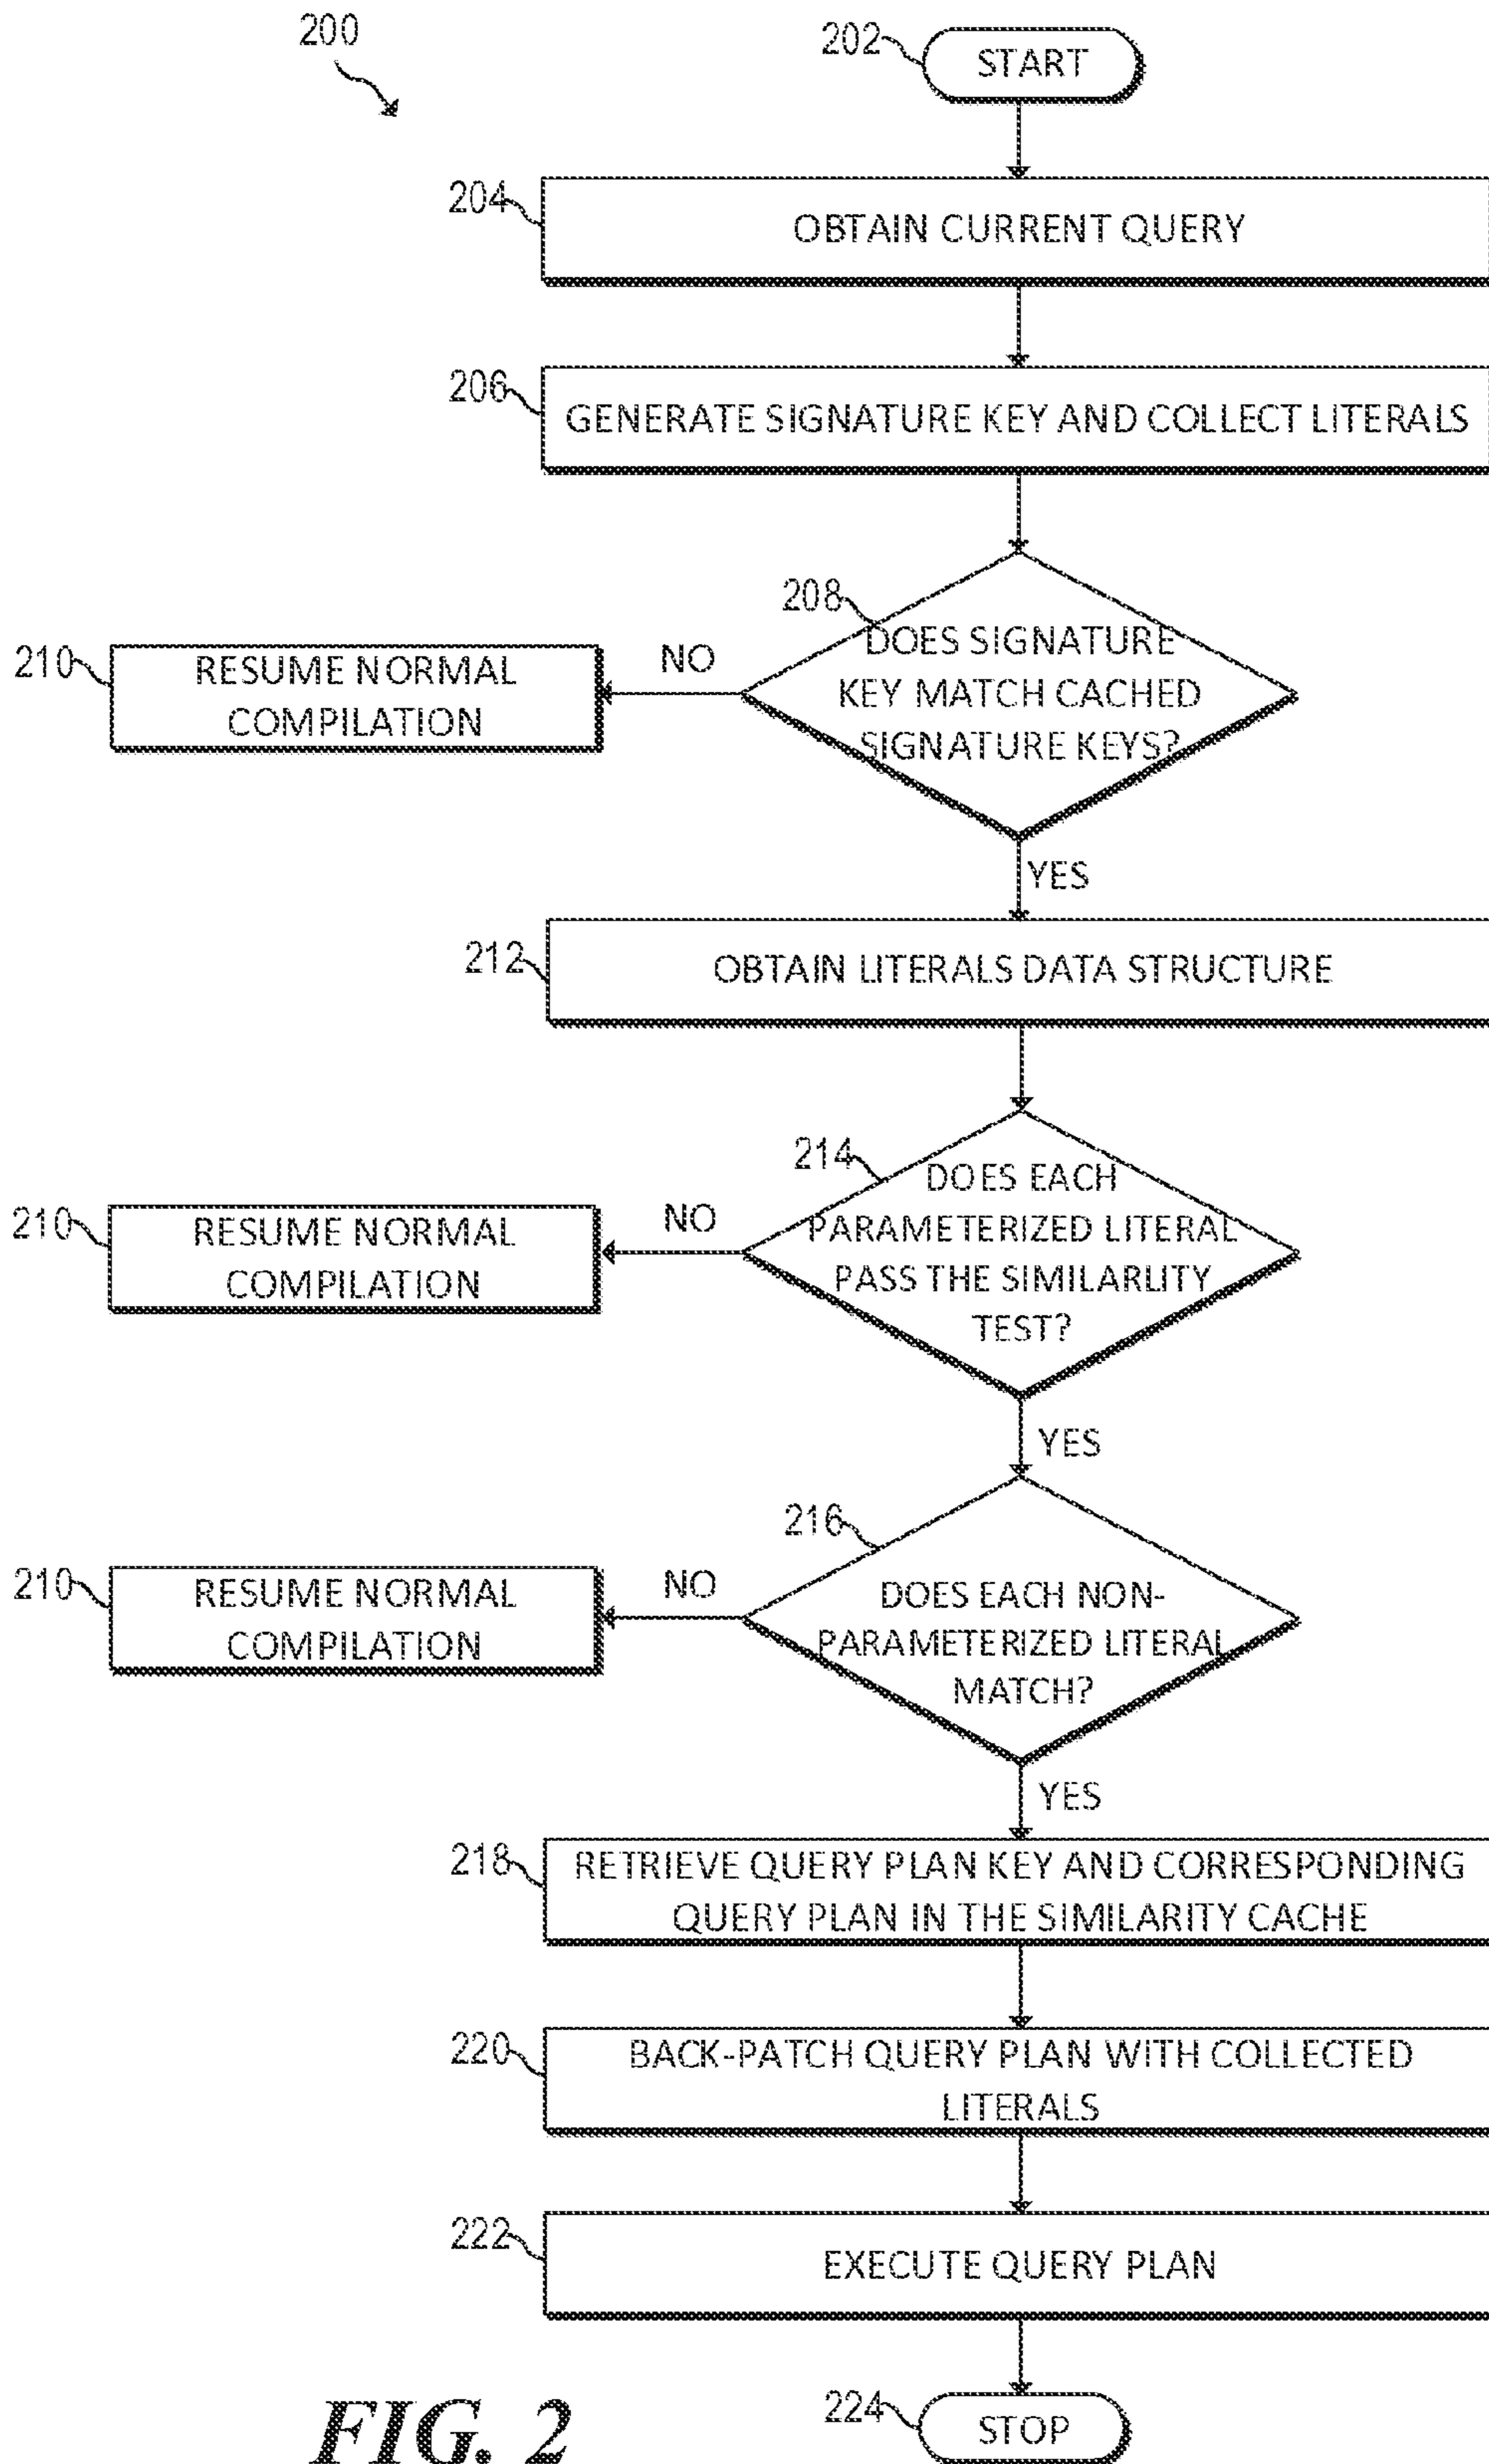 200
202
START
204
OBTAIN CURRENT QUERY
206
GENERATE SIGNATURE KEY AND COLLECT LITERALS
208
DOES SIGNATURE
KEY MATCH CACHED
SIGNATURE KEYS?
NO
210
RESUME NORMAL
COMPILATION
YES
212
OBTAIN LITERALS DATA STRUCTURE
214
DOES EACH
PARAMETERIZED LITERAL
PASS THE SIMILARLITY
TEST?
NO
210
RESUME NORMAL
COMPILATION
YES
216
DOES EACH NON-
PARAMETERIZED LITERAL
MATCH?
NO
210
RESUME NORMAL
COMPILATION
YES
218
RETRIEVE QUERY PLAN KEY AND CORRESPONDING
QUERY PLAN IN THE SIMILARITY CACHE
220
BACK-PATCH QUERY PLAN WITH COLLECTED
LITERALS
222
EXECUTE QUERY PLAN
224
STOP
FIG. 2